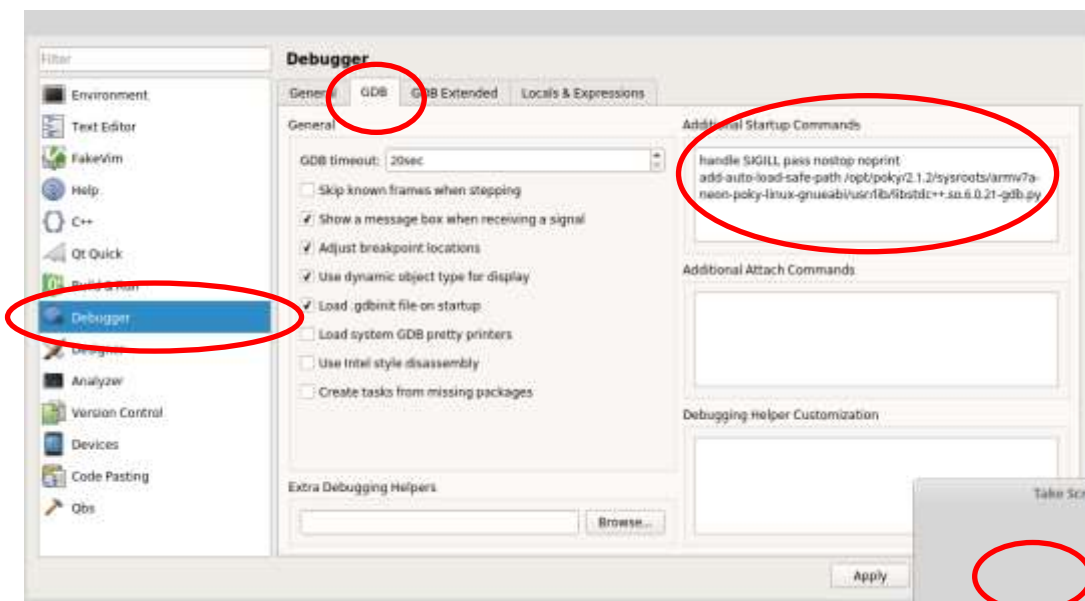 Filter
Environment
Text Editor
FakeVim
Help
C++
Qt Quick
Build & Run
Debugger
Designer
Analyzer
Version Control
Devices
Code Pasting
Qbs
Debugger
General
GDB
GDB Extended
Locals & Expressions
General
GDB timeout: 20sec
Skip known frames when stepping
Show a message box when receiving a signal
Adjust breakpoint locations
Use dynamic object type for display
Load .gdbinit file on startup
Load system GDB pretty printers
Use Intel style disassembly
Create tasks from missing packages
Extra Debugging Helpers
Browse...
Additional Startup Commands
handle SIGILL pass nostop noprint
add-auto-load-safe-path /opt/poky/2.1.2/sysroots/armv7a-
neon-poky-linux-gnueabi/usr/lib/libstdc++.so.6.0.21-gdb.py
Additional Attach Commands
Debugging Helper Customization
Apply
Take Scr